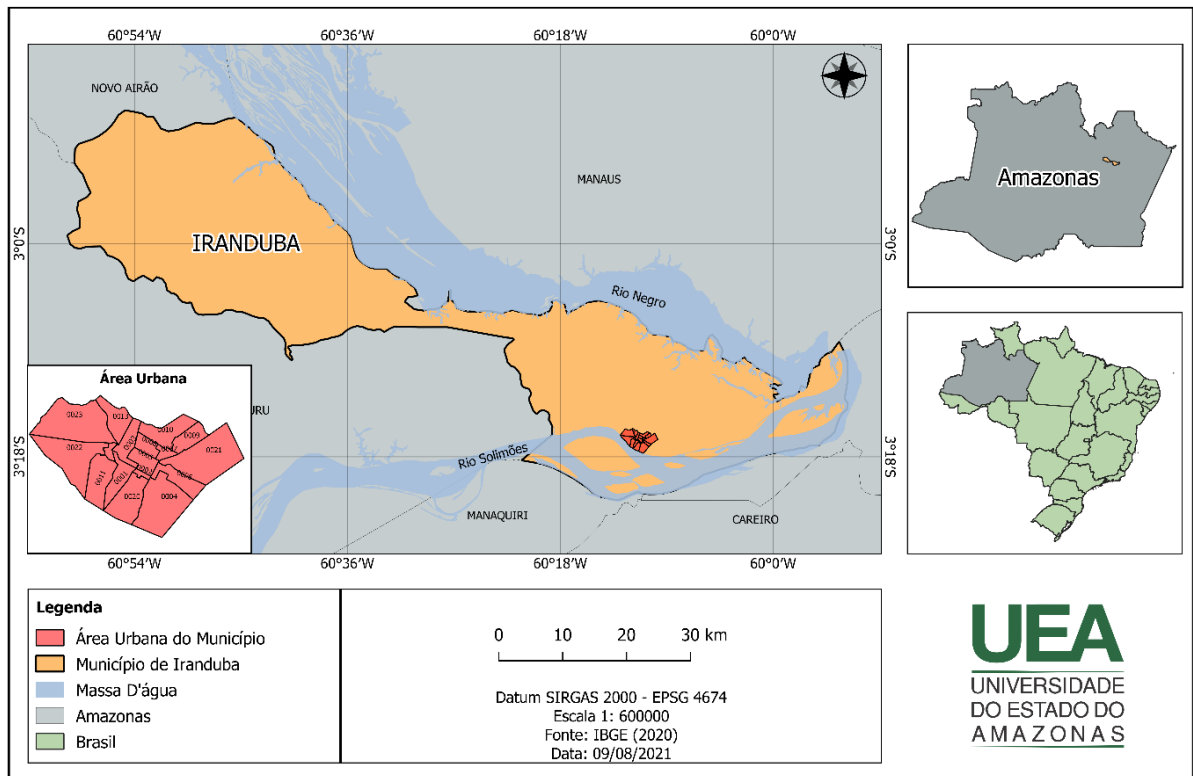 60°54'W 60°36'W 60°18'W 60°0'W
NOVO AIRÃO
MANAUS
IRANDUBA
3°0'S
3°0'S
Rio Negro
Amazonas
Área Urbana
URU
0023
0013
0010
0009
0022
0021
0011
0020
0004
3°18'S
3°18'S
Rio Solimões
MANAQUIRI
CAREIRO
60°54'W 60°36'W 60°18'W 60°0'W
Legenda
Área Urbana do Município
Município de Iranduba
Massa D'água
Amazonas
Brasil
0 10 20 30 km
Datum SIRGAS 2000 - EPSG 4674
Escala 1: 600000
Fonte: IBGE (2020)
Data: 09/08/2021
UEA
UNIVERSIDADE
DO ESTADO DO
AMAZONAS